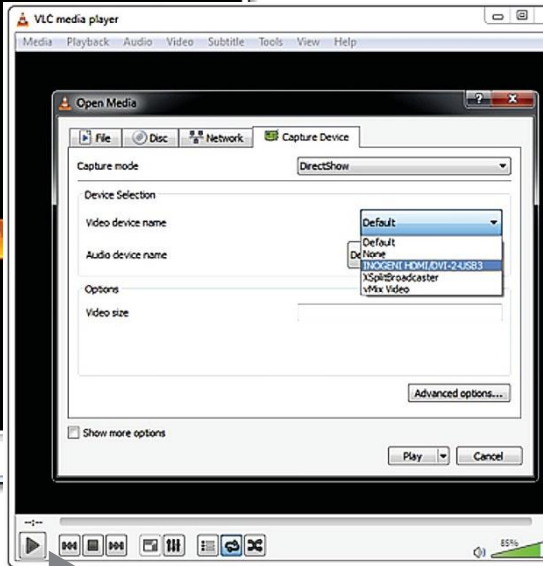 VLC media player
Media Playback Audio Video Subtitle Tools View Help
Open Media
File Disc Network Capture Device
Capture mode DirectShow
Device Selection
Video device name Default
Default
Audio device name De None
INOGENI HDMI/DVI-2-USB3
XSplitBroadcaster
vMix Video
Options
Video size
Advanced options...
Show more options
Play Cancel
--:--
85%